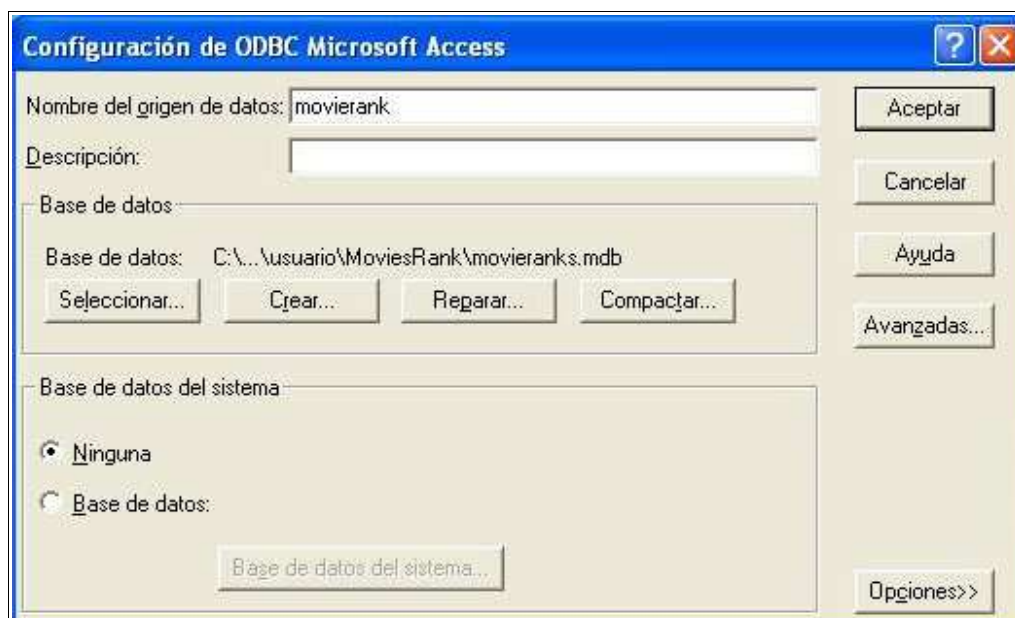 Configuración de ODBC Microsoft Access
Nombre del origen de datos: movierank
Aceptar
Descripción:
Cancelar
Base de datos
Base de datos: C:\...\usuario\MoviesRank\movieranks.mdb
Ayuda
Seleccionar... Crear... Reparar... Compactar...
Avanzadas...
Base de datos del sistema
Ninguna
Base de datos:
Base de datos del sistema...
Opciones>>